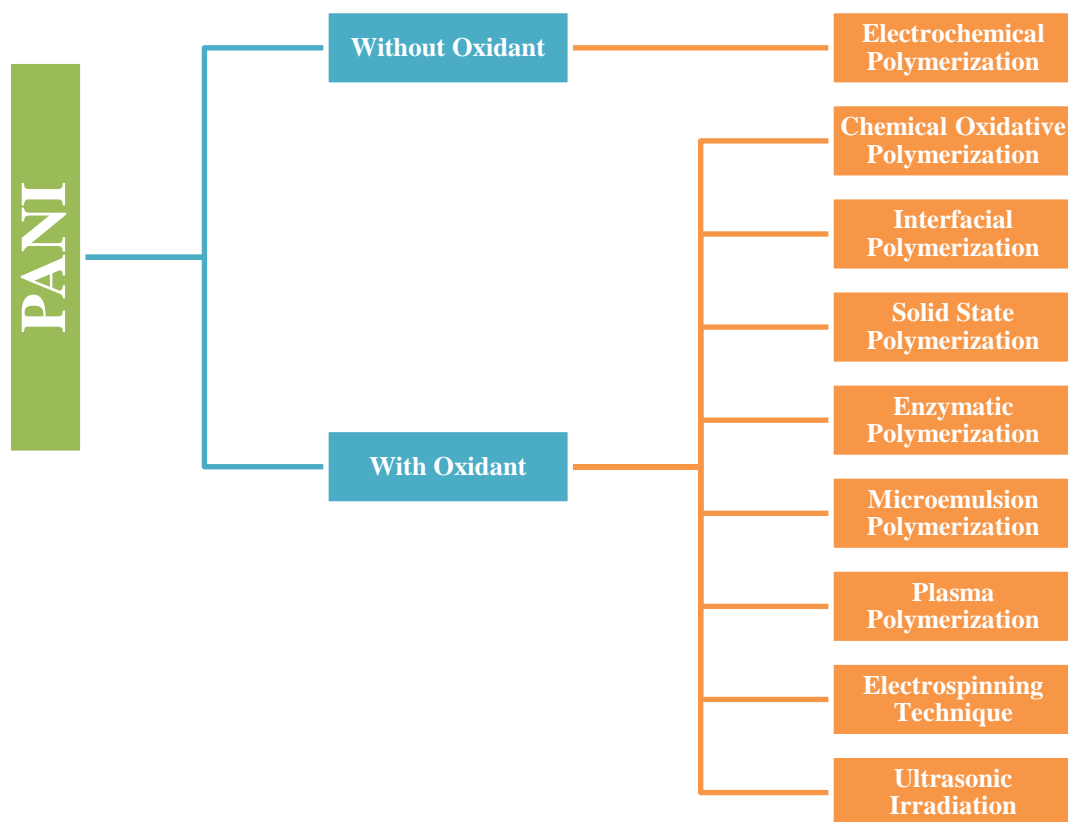 PANI
Without Oxidant
Electrochemical
Polymerization
With Oxidant
Chemical Oxidative
Polymerization
Interfacial
Polymerization
Solid State
Polymerization
Enzymatic
Polymerization
Microemulsion
Polymerization
Plasma
Polymerization
Electrospinning
Technique
Ultrasonic
Irradiation